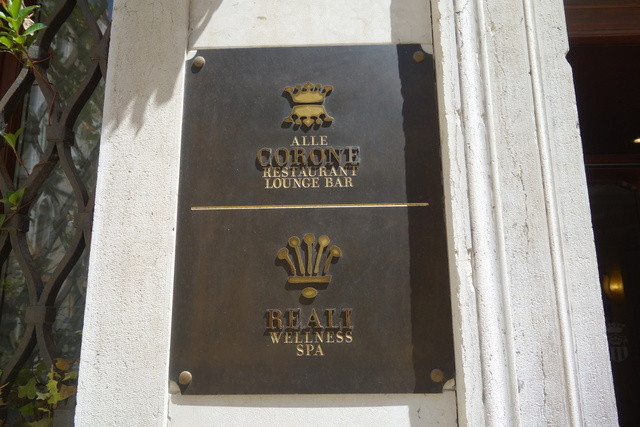 ALLE
CORONE
RESTAURANT
LOUNGE BAR
REALI
WELLNESS
SPA